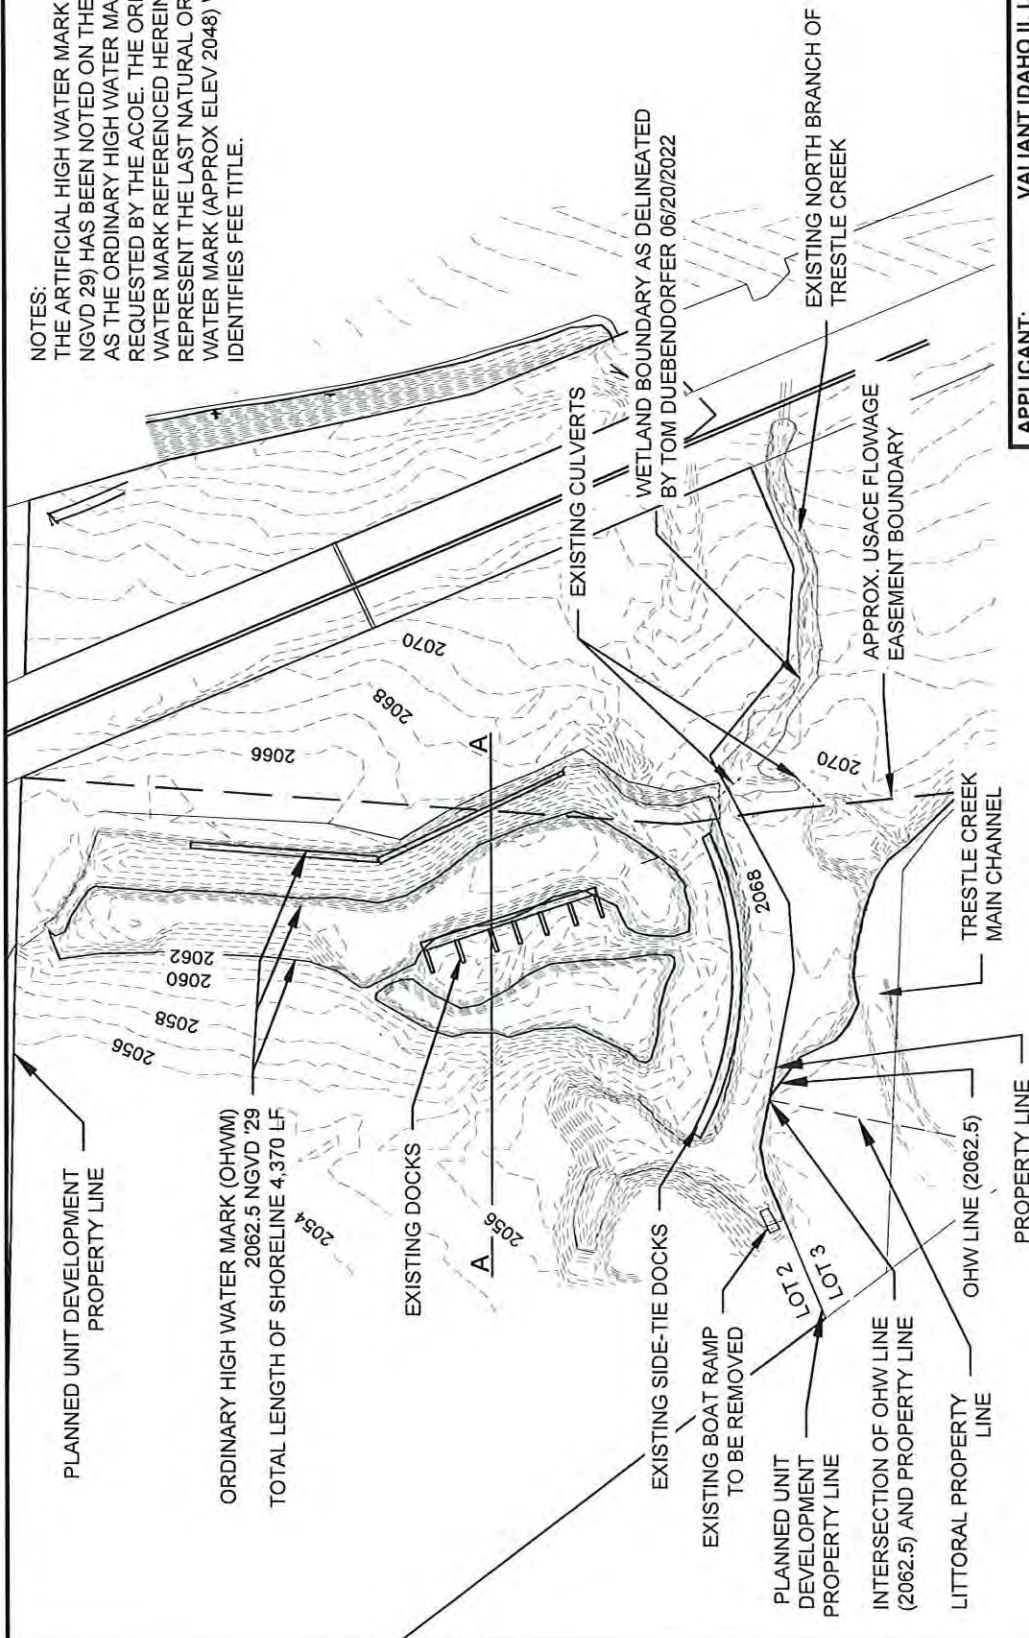 NOTES:
THE ARTIFICIAL HIGH WATER MARK
NGVD 29) HAS BEEN NOTED ON THE
AS THE ORDINARY HIGH WATER MA
REQUESTED BY THE ACOE. THE ORD
WATER MARK REFERENCED HEREIN
REPRESENT THE LAST NATURAL OR
WATER MARK (APPROX ELEV 2048)
IDENTIFIES FEE TITLE.
PLANNED UNIT DEVELOPMENT
PROPERTY LINE
ORDINARY HIGH WATER MARK (OHWM)
2062.5 NGVD '29
TOTAL LENGTH OF SHORELINE 4,370 LF
EXISTING DOCKS
EXISTING SIDE-TIE DOCKS
EXISTING BOAT RAMP
TO BE REMOVED
PLANNED UNIT
DEVELOPMENT
PROPERTY LINE
INTERSECTION OF OHW LINE
(2062.5) AND PROPERTY LINE
LITTORAL PROPERTY
LINE
OHW LINE (2062.5)
PROPERTY LINE
TRESTLE CREEK
MAIN CHANNEL
APPROX. USACE FLOWAGE
EASEMENT BOUNDARY
EXISTING NORTH BRANCH OF
TRESTLE CREEK
WETLAND BOUNDARY AS DELINEATED
BY TOM DUEBENDORFER 06/20/2022
EXISTING CULVERTS
2070
2068
2066
2062
2060
2058
2056
2054
2056
2068
2070
A
A
LOT 2
LOT 3
APPLICANT:
VALIANT IDAHO II, L